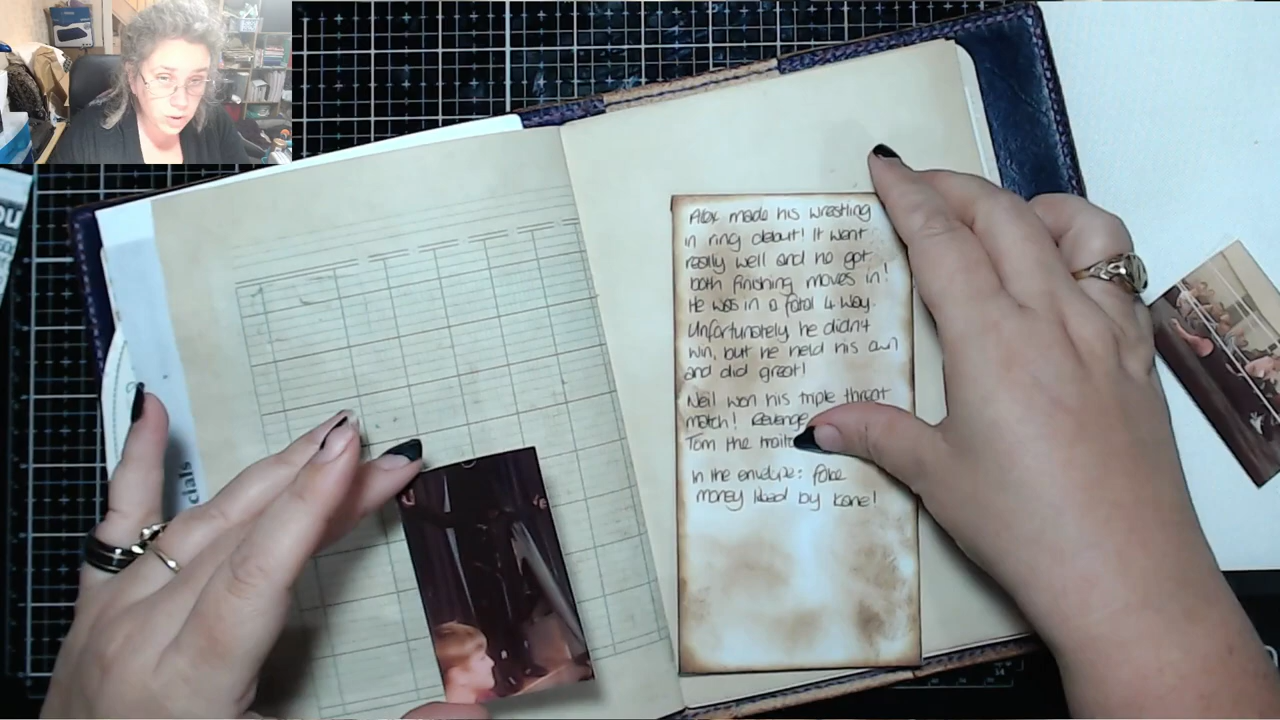 Alex made his wrestling
in ring debut! It went
really well and he got
both finishing moves in!
He was in a fatal 4 way.
Unfortunately he didn't
win, but he held his own
and did great!
Neil won his triple threat
match! Revenge
Tom the
In the envelope: fake
money used by Kane!
cials
OU